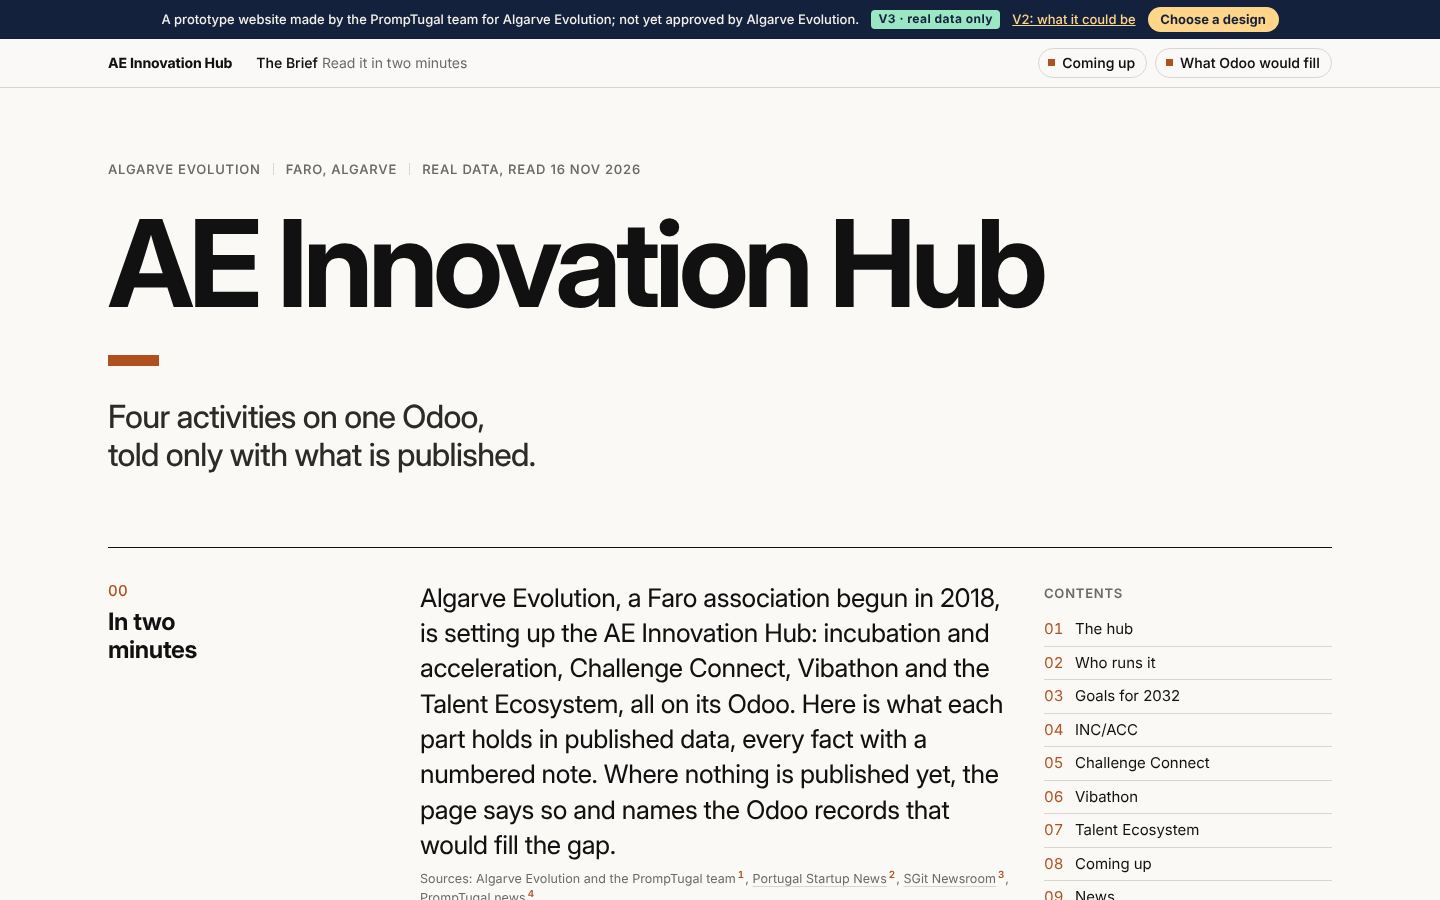 A prototype website made by the PrompTugal team for Algarve Evolution; not yet approved by Algarve Evolution. V3 · real data only V2: what it could be Choose a design
AE Innovation Hub The Brief Read it in two minutes Coming up What Odoo would fill
ALGARVE EVOLUTION FARO, ALGARVE REAL DATA, READ 16 NOV 2026
AE Innovation Hub
Four activities on one Odoo,
told only with what is published.
00
In two
minutes
Algarve Evolution, a Faro association begun in 2018,
is setting up the AE Innovation Hub: incubation and
acceleration, Challenge Connect, Vibathon and the
Talent Ecosystem, all on its Odoo. Here is what each
part holds in published data, every fact with a
numbered note. Where nothing is published yet, the
page says so and names the Odoo records that
would fill the gap.
Sources: Algarve Evolution and the PrompTugal team 1, Portugal Startup News 2, SGit Newsroom 3,
PrompTugal news 4
CONTENTS
01 The hub
02 Who runs it
03 Goals for 2032
04 INC/ACC
05 Challenge Connect
06 Vibathon
07 Talent Ecosystem
08 Coming up
09 News